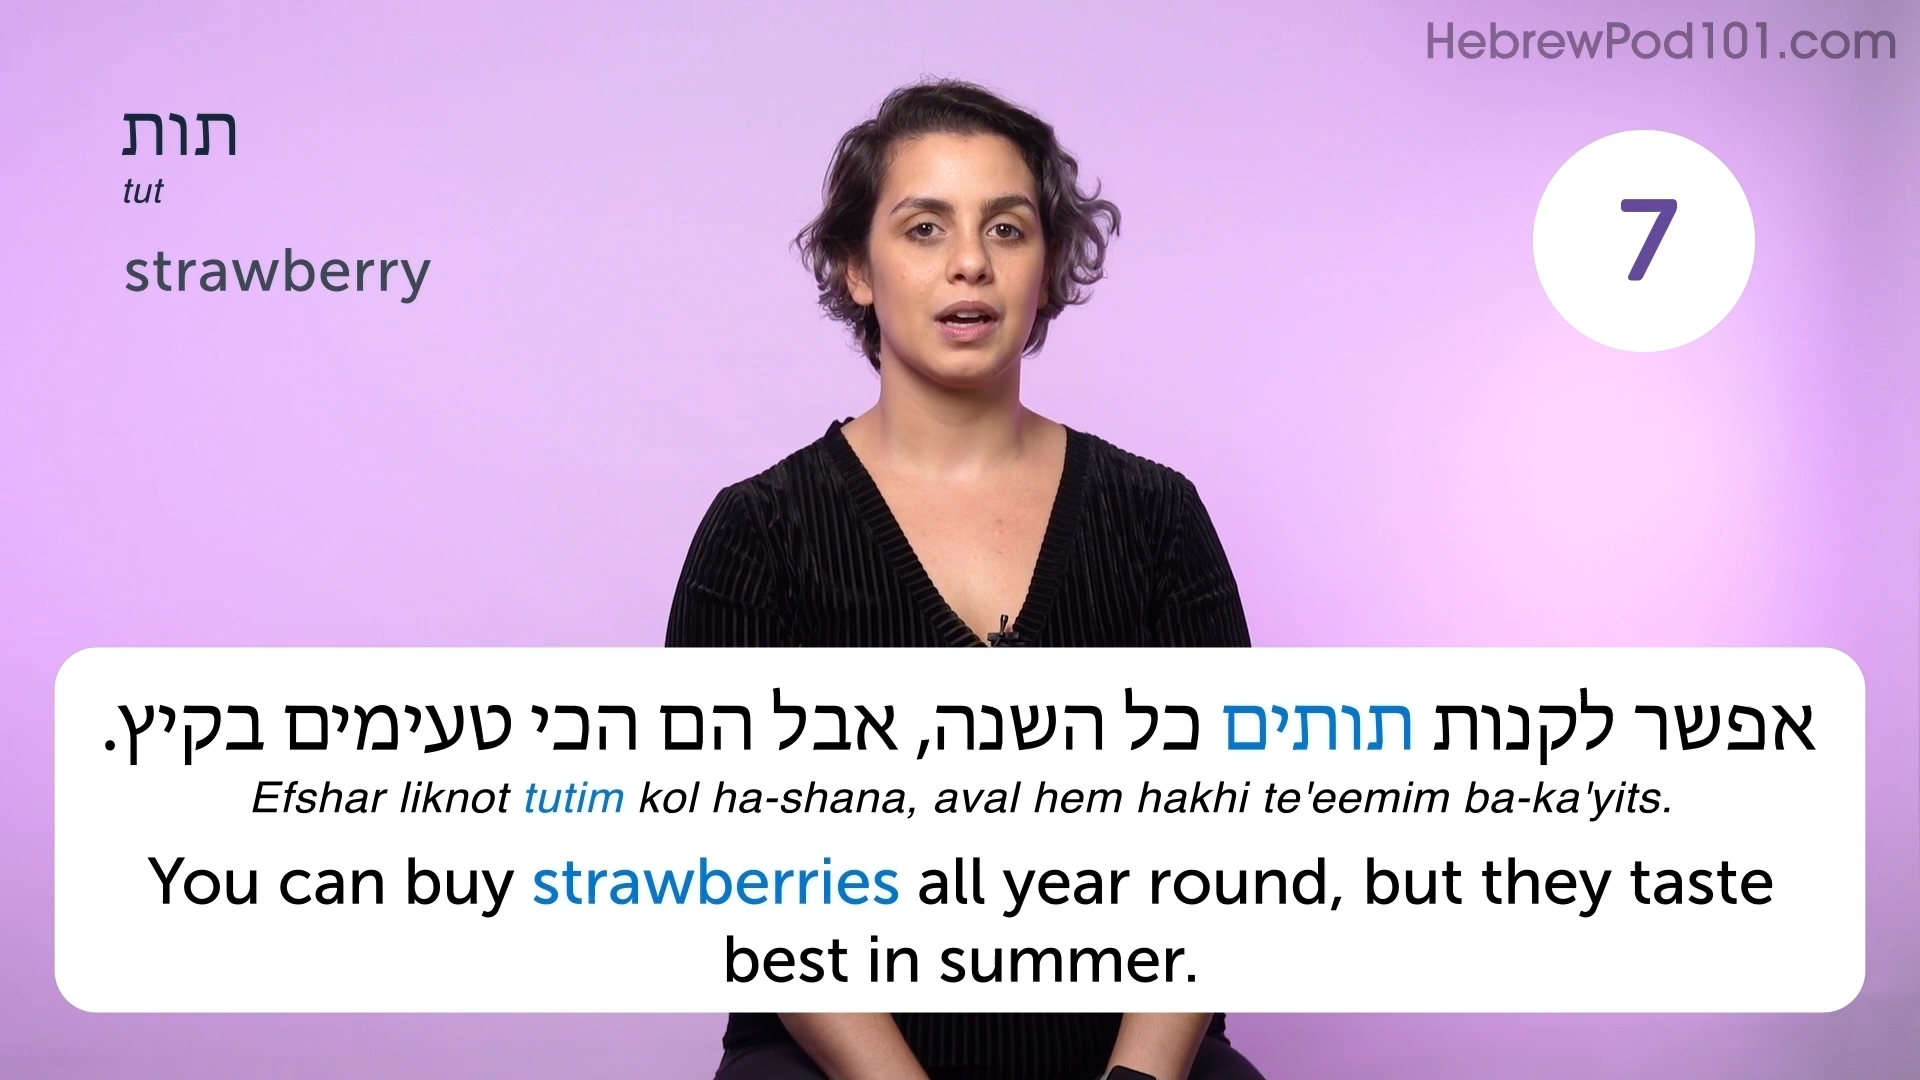 HebrewPod101.com
תות
tut
strawberry
7
אפשר לקנות תותים כל השנה, אבל הם הכי טעימים בקיץ.
Efshar liknot tutim kol ha-shana, aval hem hakhi te'eemim ba-ka'yits.
You can buy strawberries all year round, but they taste
best in summer.